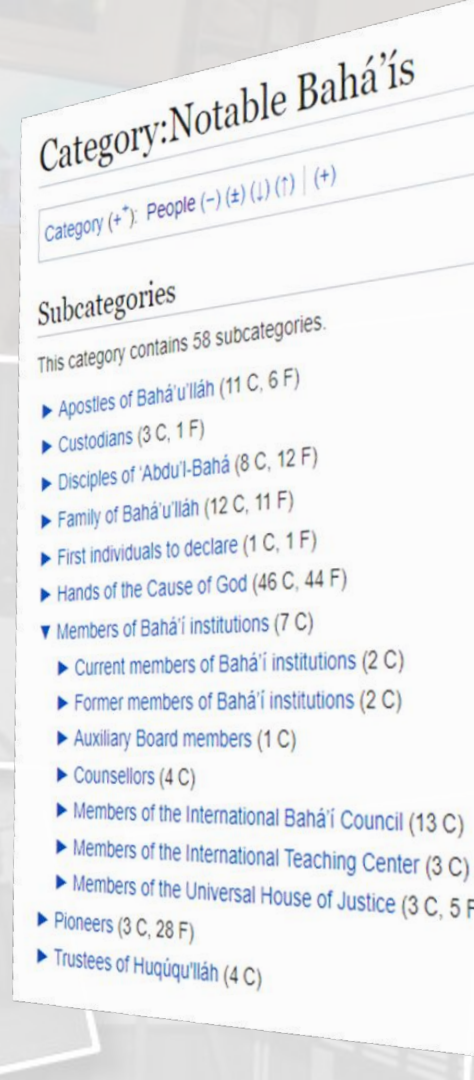 Category:Notable Bahá’ís
Category (+⁺): People (−) (±) (↓) (↑) | (+)
Subcategories
This category contains 58 subcategories.
▶ Apostles of Bahá'u'lláh (11 C, 6 F)
▶ Custodians (3 C, 1 F)
▶ Disciples of 'Abdu'l-Bahá (8 C, 12 F)
▶ Family of Bahá'u'lláh (12 C, 11 F)
▶ First individuals to declare (1 C, 1 F)
▶ Hands of the Cause of God (46 C, 44 F)
▼ Members of Bahá'í institutions (7 C)
▶ Current members of Bahá'í institutions (2 C)
▶ Former members of Bahá'í institutions (2 C)
▶ Auxiliary Board members (1 C)
▶ Counsellors (4 C)
▶ Members of the International Bahá'í Council (13 C)
▶ Members of the International Teaching Center (3 C)
▶ Members of the Universal House of Justice (3 C, 5 F
▶ Pioneers (3 C, 28 F)
▶ Trustees of Huqúqu'lláh (4 C)